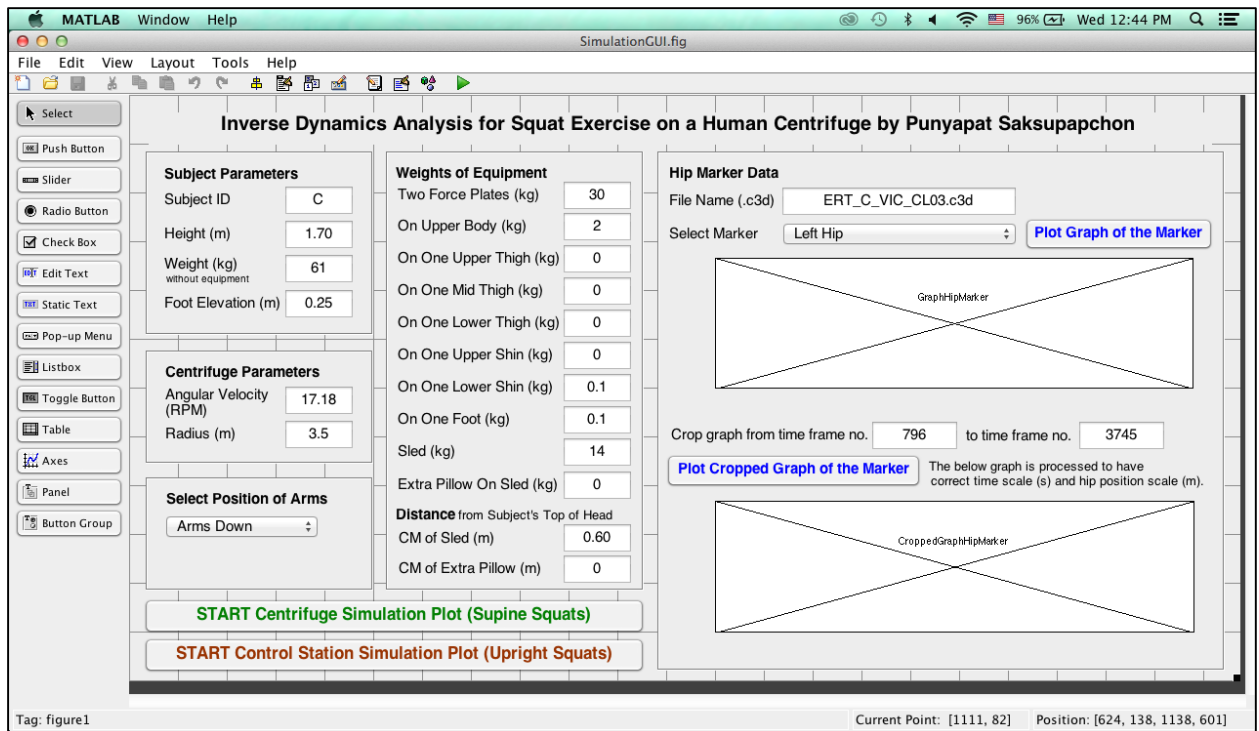 MATLAB Window Help 96% Wed 12:44 PM
SimulationGUI.fig
File Edit View Layout Tools Help
Select
Push Button
Slider
Radio Button
Check Box
Edit Text
Static Text
Pop-up Menu
Listbox
Toggle Button
Table
Axes
Panel
Button Group
Inverse Dynamics Analysis for Squat Exercise on a Human Centrifuge by Punyapat Saksupapchon
Subject Parameters
Subject ID C
Height (m) 1.70
Weight (kg) 61
without equipment
Foot Elevation (m) 0.25
Centrifuge Parameters
Angular Velocity
(RPM) 17.18
Radius (m) 3.5
Select Position of Arms
Arms Down
Weights of Equipment
Two Force Plates (kg) 30
On Upper Body (kg) 2
On One Upper Thigh (kg) 0
On One Mid Thigh (kg) 0
On One Lower Thigh (kg) 0
On One Upper Shin (kg) 0
On One Lower Shin (kg) 0.1
On One Foot (kg) 0.1
Sled (kg) 14
Extra Pillow On Sled (kg) 0
Distance from Subject's Top of Head
CM of Sled (m) 0.60
CM of Extra Pillow (m) 0
START Centrifuge Simulation Plot (Supine Squats)
START Control Station Simulation Plot (Upright Squats)
Hip Marker Data
File Name (.c3d) ERT_C_VIC_CL03.c3d
Select Marker Left Hip Plot Graph of the Marker
GraphHipMarker
Crop graph from time frame no. 796 to time frame no. 3745
Plot Cropped Graph of the Marker
The below graph is processed to have
correct time scale (s) and hip position scale (m).
CroppedGraphHipMarker
Tag: figure1 Current Point: [1111, 82] Position: [624, 138, 1138, 601]